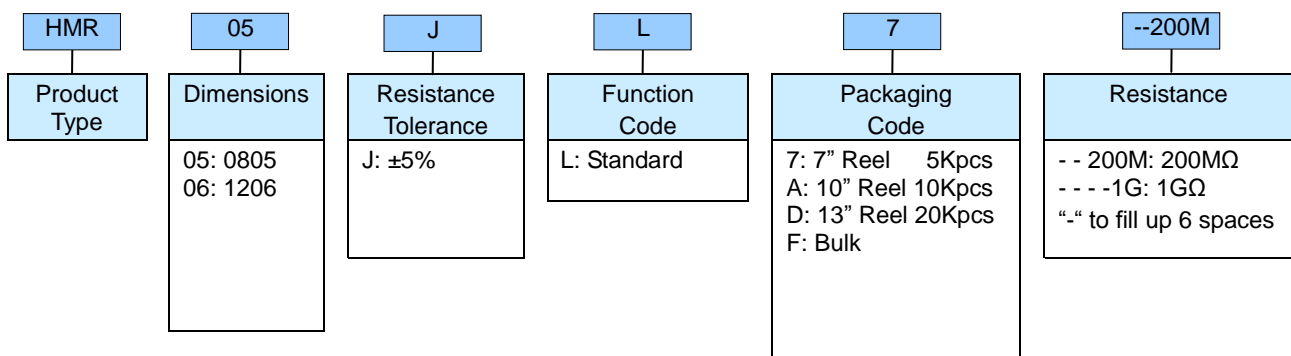 HMR 05 J L 7 --200M
Product
Type
Dimensions
Resistance
Tolerance
Function
Code
Packaging
Code
Resistance
05: 0805
06: 1206
J: ±5%
L: Standard
7: 7” Reel 5Kpcs
A: 10” Reel 10Kpcs
D: 13” Reel 20Kpcs
F: Bulk
- - 200M: 200MΩ
- - - -1G: 1GΩ
“-“ to fill up 6 spaces